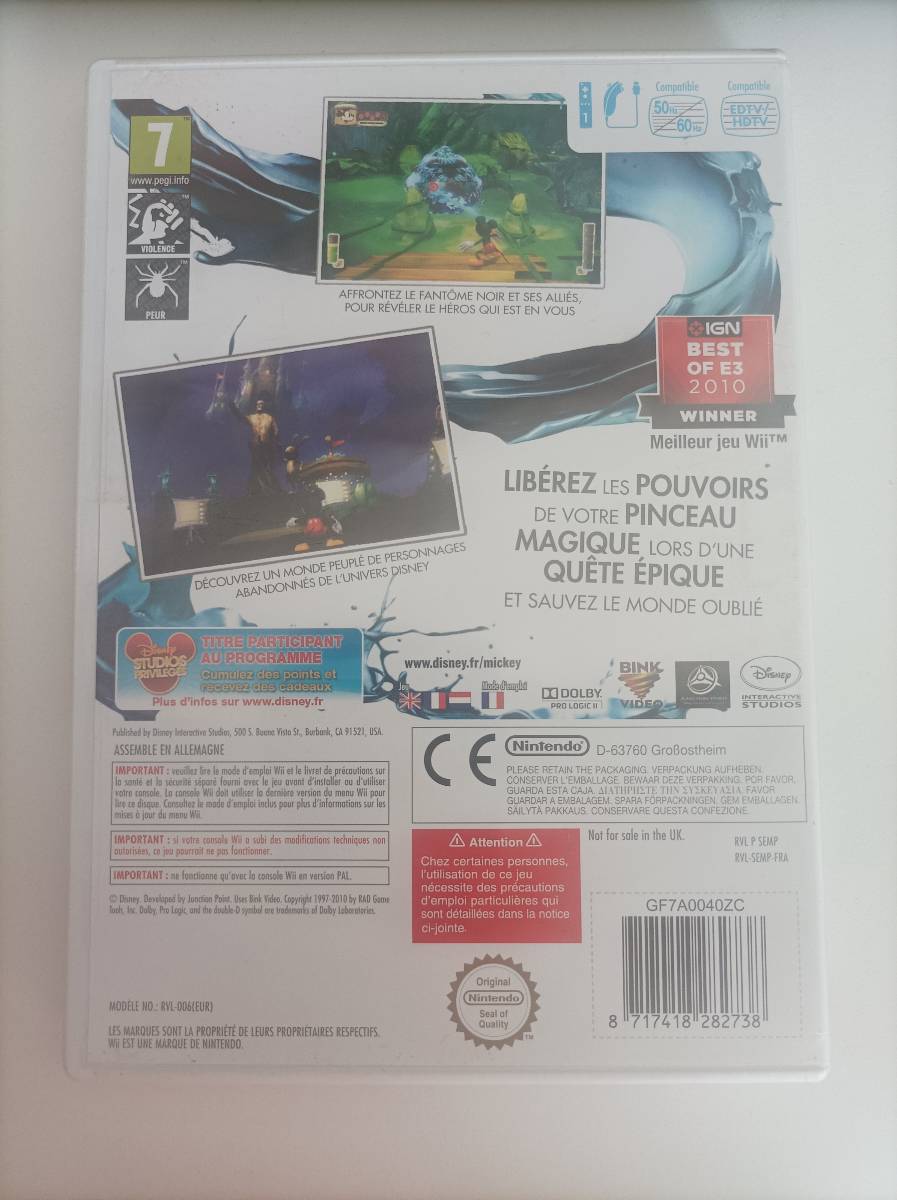 7
www.pegi.info
VIOLENCE
PEUR
1
Compatible
50Hz
60Hz
Compatible
EDTV/
HDTV
AFFRONTEZ LE FANTÔME NOIR ET SES ALLIÉS,
POUR RÉVÉLER LE HÉROS QUI EST EN VOUS
IGN
BEST
OF E3
2010
WINNER
Meilleur jeu Wii™
DÉCOUVREZ UN MONDE PEUPLÉ DE PERSONNAGES
ABANDONNÉS DE L'UNIVERS DISNEY
LIBÉREZ LES POUVOIRS
DE VOTRE PINCEAU
MAGIQUE LORS D'UNE
QUÊTE ÉPIQUE
ET SAUVEZ LE MONDE OUBLIÉ
Disney
STUDIOS
PRIVILEGES
TITRE PARTICIPANT
AU PROGRAMME
Cumulez des points et
recevez des cadeaux
Plus d'infos sur www.disney.fr
www.disney.fr/mickey
Jeu
Mode d'emploi
DOLBY
PRO LOGIC II
BINK
VIDEO
Disney
INTERACTIVE
STUDIOS
Published by Disney Interactive Studios, 500 S. Buena Vista St., Burbank, CA 91521, USA.
ASSEMBLE EN ALLEMAGNE
IMPORTANT : veuillez lire le mode d'emploi Wii et le livret de précautions sur
la santé et la sécurité séparé fourni avec le jeu avant d'installer ou d'utiliser
votre console. La console Wii doit utiliser la dernière version du menu Wii pour
lire ce disque. Consultez le mode d'emploi inclus pour plus d'informations sur les
mises à jour du menu Wii.
IMPORTANT : si votre console Wii a subi des modifications techniques non
autorisées, ce jeu pourrait ne pas fonctionner.
IMPORTANT : ne fonctionne qu'avec la console Wii en version PAL.
© Disney. Developed by Junction Point. Uses Bink Video. Copyright 1997-2010 by RAD Game
Tools, Inc. Dolby, Pro Logic, and the double-D symbol are trademarks of Dolby Laboratories.
MODÈLE NO.: RVL-006(EUR)
LES MARQUES SONT LA PROPRIÉTÉ DE LEURS PROPRIÉTAIRES RESPECTIFS.
Wii EST UNE MARQUE DE NINTENDO.
CE
Nintendo® D-63760 Großostheim
PLEASE RETAIN THE PACKAGING. VERPACKUNG AUFHEBEN.
CONSERVER L'EMBALLAGE. BEWAAR DEZE VERPAKKING. POR FAVOR,
GUARDA ESTA CAJA. ΔΙΑΤΗΡΗΣΤΕ ΤΗΝ ΣΥΣΚΕΥΑΣΙΑ. FAVOR
GUARDAR A EMBALAGEM. SPARA FÖRPACKNINGEN. GEM EMBALLAGEN.
SÄILYTÄ PAKKAUS. CONSERVARE QUESTA CONFEZIONE.
Attention
Chez certaines personnes,
l'utilisation de ce jeu
nécessite des précautions
d'emploi particulières qui
sont détaillées dans la notice
ci-jointe.
Not for sale in the UK.
RVL P SEMP
RVL-SEMP-FRA
Original
Nintendo
Seal of
Quality
TM
GF7A0040ZC
8 717418 282738